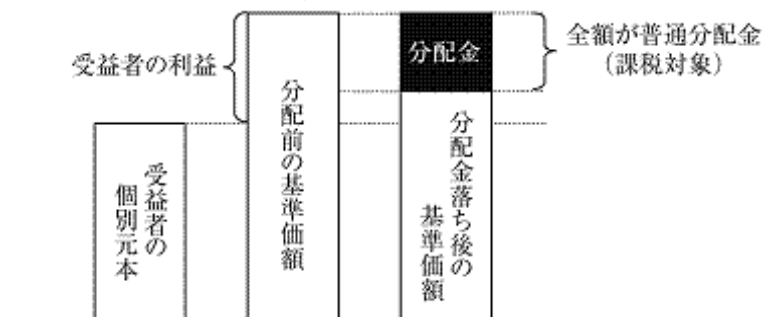 受益者の利益
分配前の基準価額
分配金
全額が普通分配金
（課税対象）
受益者の
個別元本
分配金落ち後の
基準価額